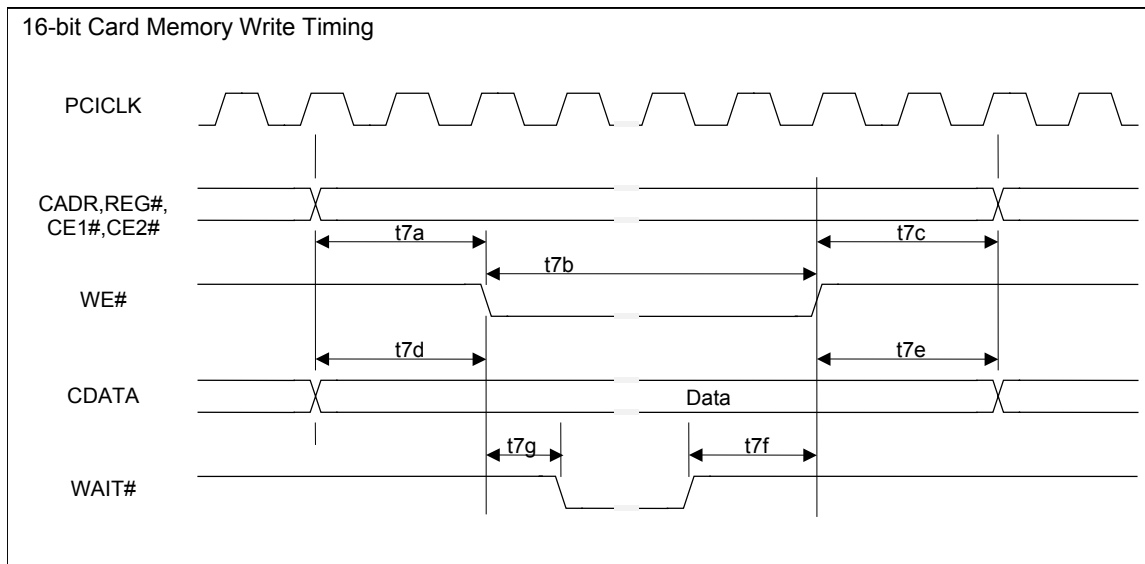 16-bit Card Memory Write Timing
PCICLK
CADR,REG#,
CE1#,CE2#
t7a
t7c
t7b
WE#
t7d
t7e
CDATA
Data
t7g
t7f
WAIT#